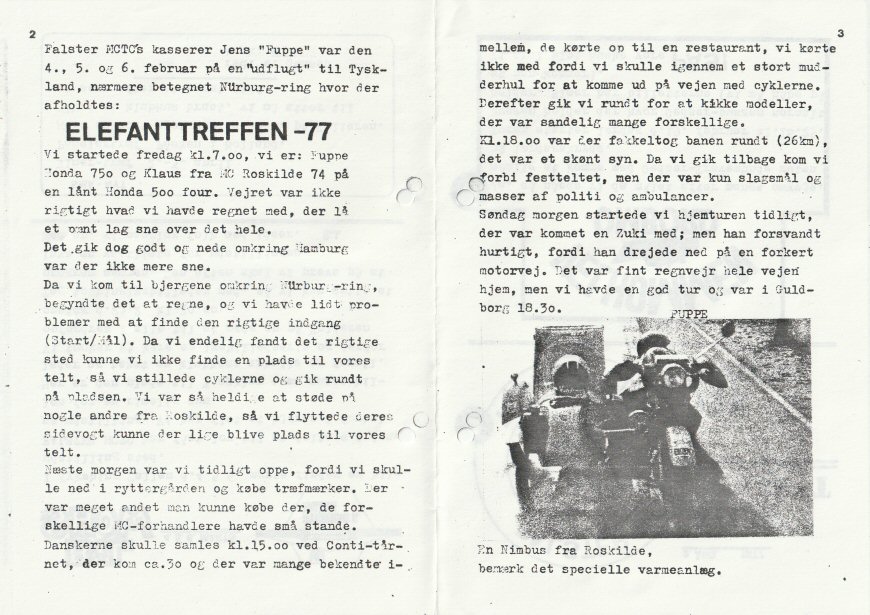 2
Falster MCTC's kasserer Jens "Fuppe" var den
4., 5. og 6. februar på en "udflugt" til Tysk-
land, nærmere betegnet Nürburg-ring hvor der
afholdtes:
ELEFANTTREFFEN -77
Vi startede fredag kl.7.oo, vi er: Fuppe
Honda 75o og Klaus fra MC Roskilde 74 på
en lånt Honda 5oo four. Vejret var ikke
rigtigt hvad vi havde regnet med, der lå
et pænt lag sne over det hele.
Det gik dog godt og nede omkring Hamburg
var der ikke mere sne.
Da vi kom til bjergene omkring Nürburg-ring,
begyndte det at regne, og vi havde lidt pro-
blemer med at finde den rigtige indgang
(Start/Mål). Da vi endelig fandt det rigtige
sted kunne vi ikke finde en plads til vores
telt, så vi stillede cyklerne og gik rundt
på pladsen. Vi var så heldige at støde på
nogle andre fra Roskilde, så vi flyttede deres
sidevogt kunne der lige blive plads til vores
telt.
Næste morgen var vi tidligt oppe, fordi vi skul-
le ned i ryttergården og købe træfmærker. Der
var meget andet man kunne købe der, de for-
skellige MC-forhandlere havde små stande.
Danskerne skulle samles kl.15.oo ved Conti-tår-
net, der kom ca.3o og der var mange bekendte i-
3
mellem, de kørte op til en restaurant, vi kørte
ikke med fordi vi skulle igennem et stort mud-
derhul for at komme ud på vejen med cyklerne.
Derefter gik vi rundt for at kikke modeller,
der var sandelig mange forskellige.
Kl.18.oo var der fakkeltog banen rundt (26km),
det var et skønt syn. Da vi gik tilbage kom vi
forbi festteltet, men der var kun slagsmål og
masser af politi og ambulancer.
Søndag morgen startede vi hjemturen tidligt,
der var kommet en Zuki med; men han forsvandt
hurtigt, fordi han drejede ned på en forkert
motorvej. Det var fint regnvejr hele vejen
hjem, men vi havde en god tur og var i Guld-
borg 18.3o.
FUPPE
En Nimbus fra Roskilde,
bemærk det specielle varmeanlæg.